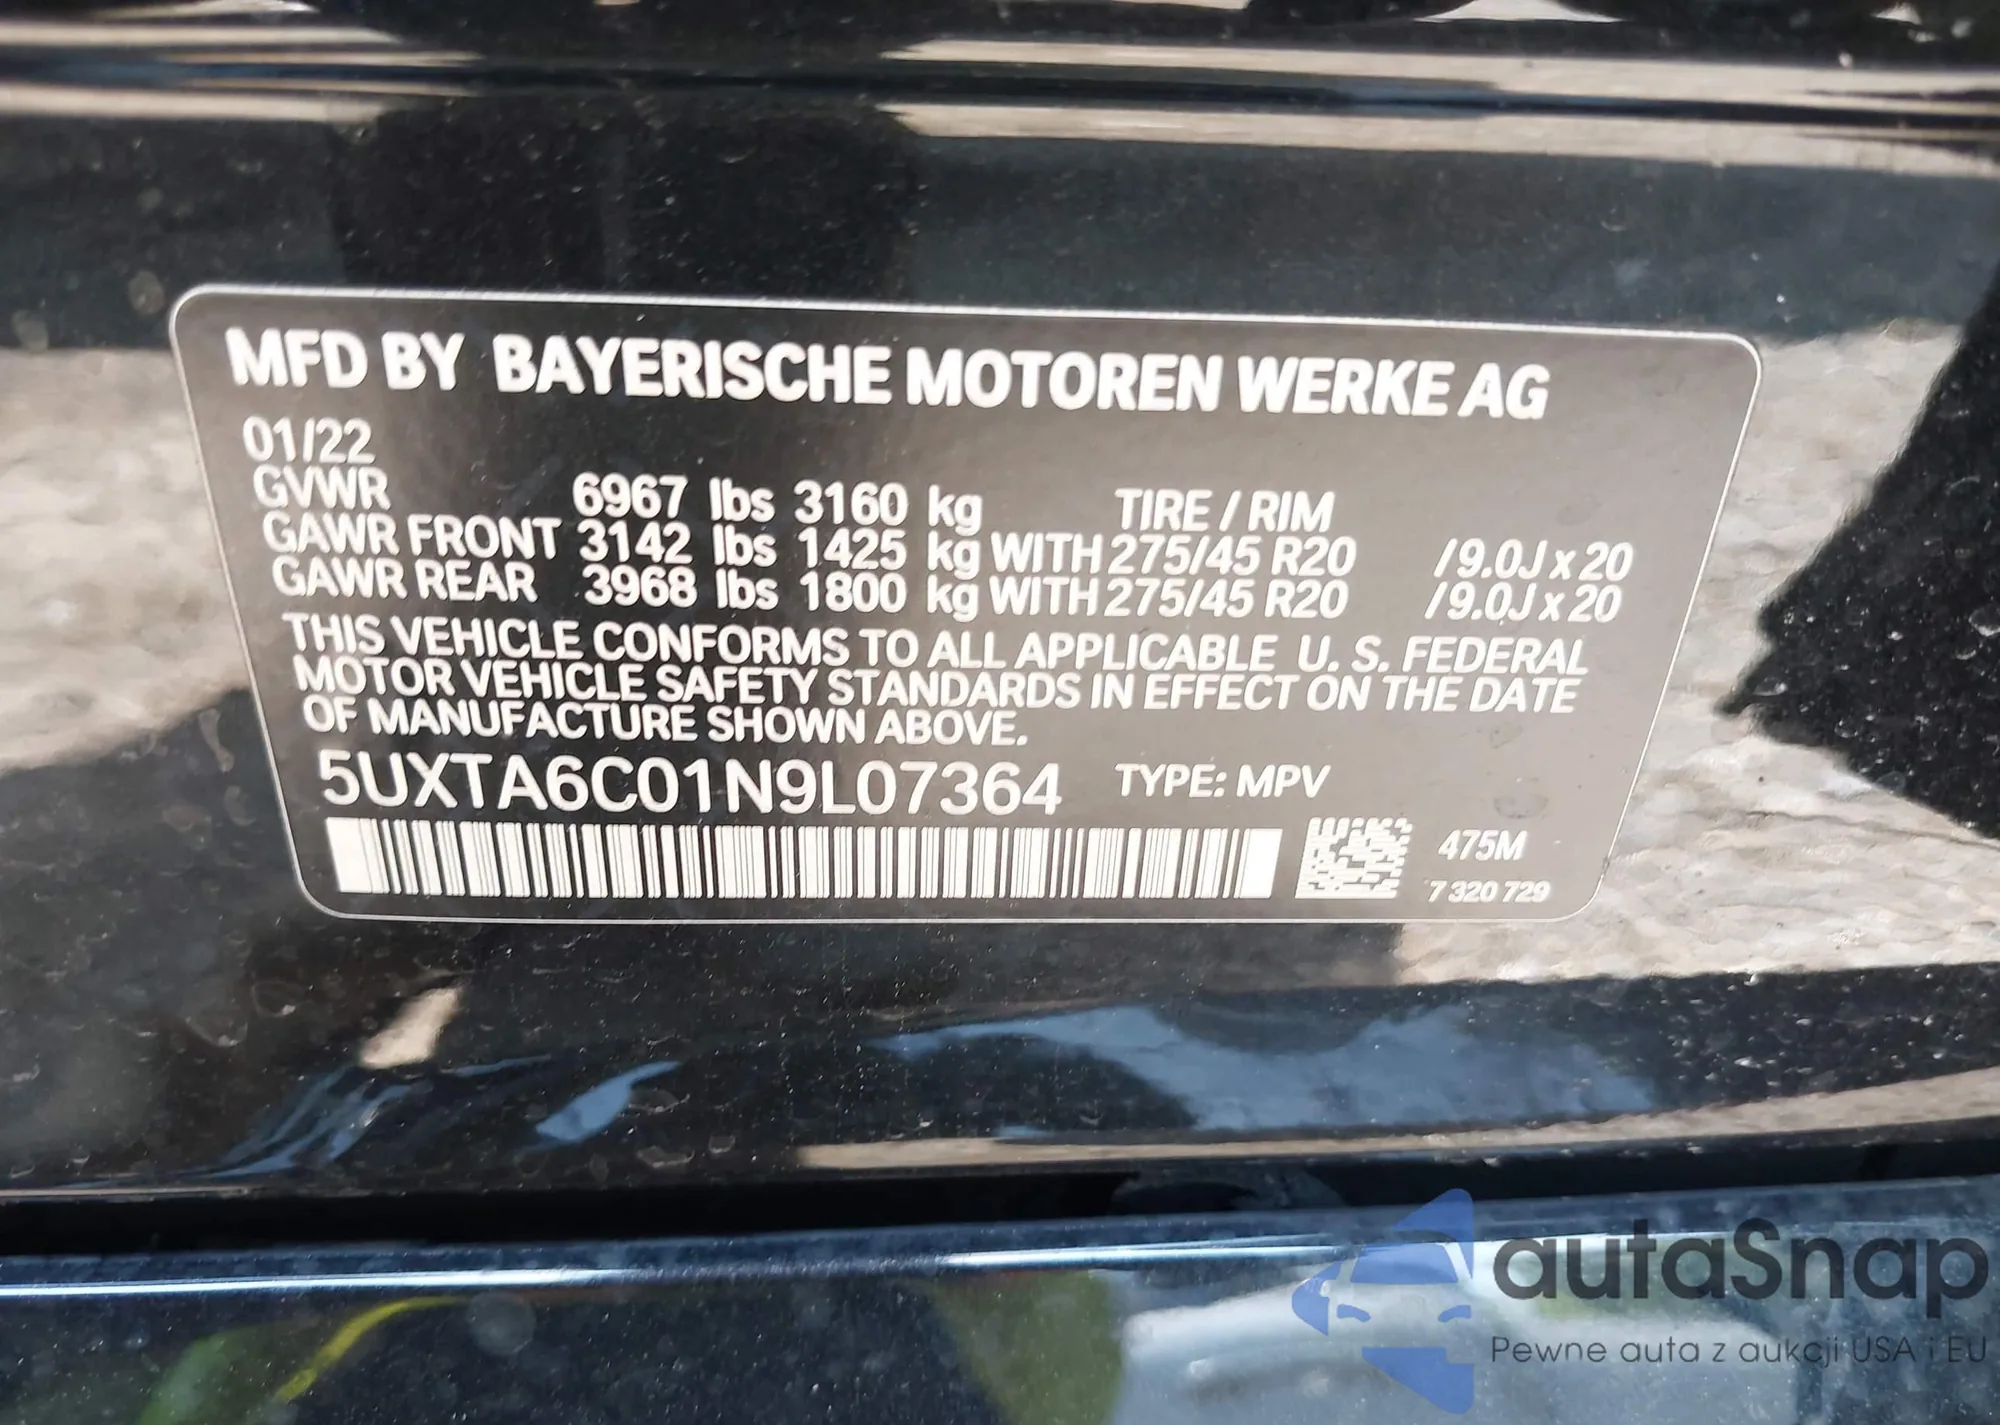 MFD BY BAYERISCHE MOTOREN WERKE AG
01/22
GVWR 6967 lbs 3160 kg TIRE / RIM
GAWR FRONT 3142 lbs 1425 kg WITH 275/45 R20 /9.0J x 20
GAWR REAR 3968 lbs 1800 kg WITH 275/45 R20 /9.0J x 20
THIS VEHICLE CONFORMS TO ALL APPLICABLE U. S. FEDERAL
MOTOR VEHICLE SAFETY STANDARDS IN EFFECT ON THE DATE
OF MANUFACTURE SHOWN ABOVE.
5UXTA6C01N9L07364 TYPE: MPV
475M
7 320 729
autaSnap
Pewne auta z aukcji USA i EU